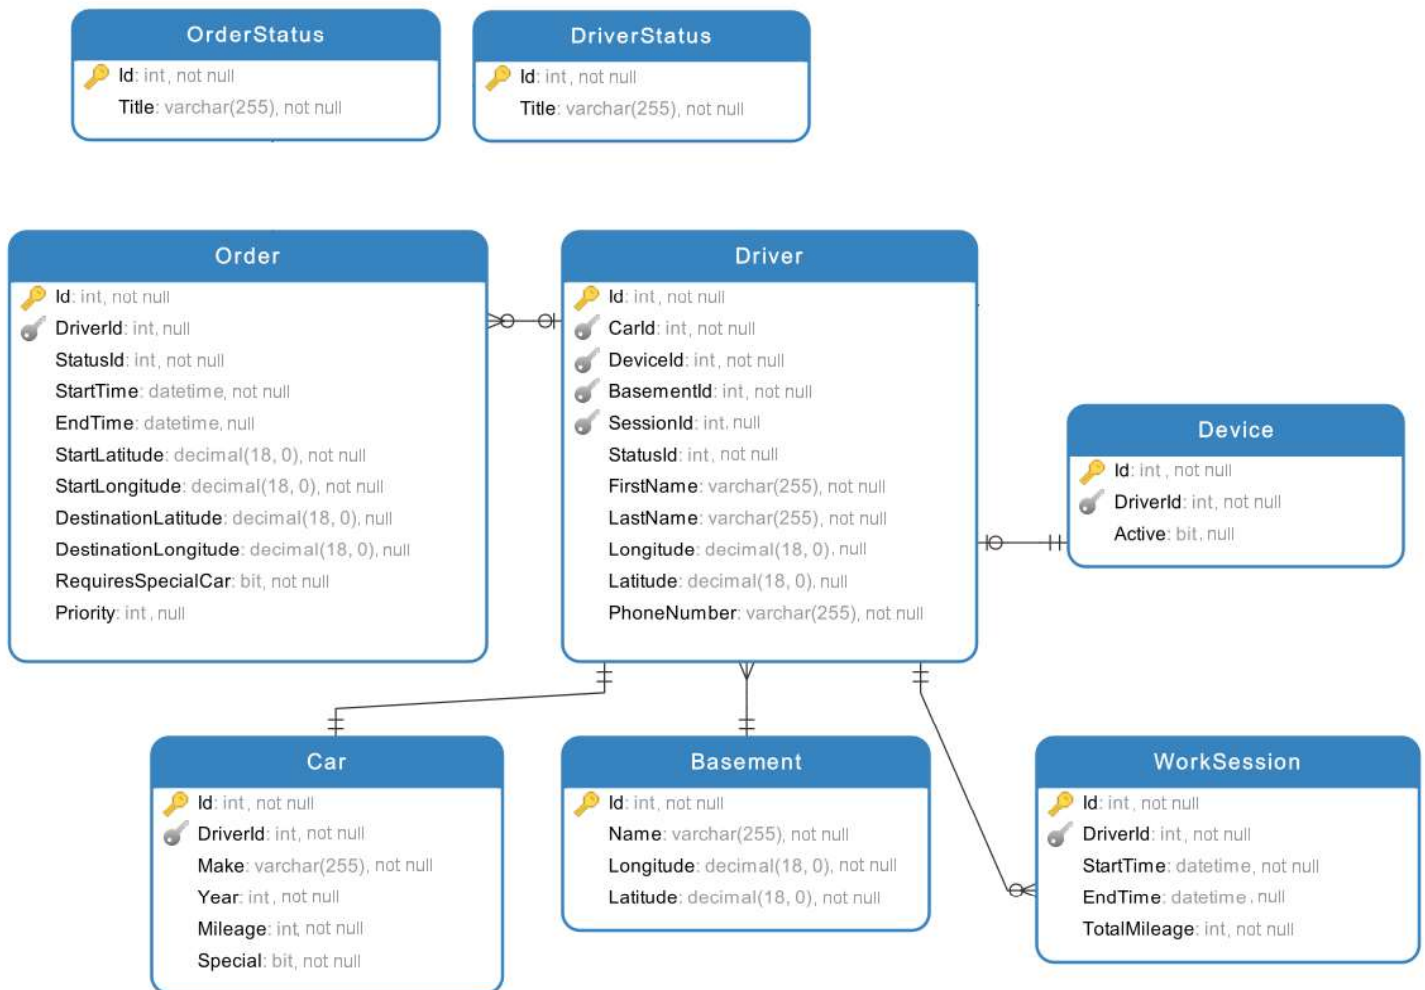 OrderStatus
Id: int, not null
Title: varchar(255), not null
DriverStatus
Id: int, not null
Title: varchar(255), not null
Order
Id: int, not null
DriverId: int, null
StatusId: int, not null
StartTime: datetime, not null
EndTime: datetime, null
StartLatitude: decimal(18, 0), not null
StartLongitude: decimal(18, 0), not null
DestinationLatitude: decimal(18, 0), null
DestinationLongitude: decimal(18, 0), null
RequiresSpecialCar: bit, not null
Priority: int, null
Driver
Id: int, not null
CarId: int, not null
DeviceId: int, not null
BasementId: int, not null
SessionId: int, null
StatusId: int, not null
FirstName: varchar(255), not null
LastName: varchar(255), not null
Longitude: decimal(18, 0), null
Latitude: decimal(18, 0), null
PhoneNumber: varchar(255), not null
Device
Id: int, not null
DriverId: int, not null
Active: bit, null
Car
Id: int, not null
DriverId: int, not null
Make: varchar(255), not null
Year: int, not null
Mileage: int, not null
Special: bit, not null
Basement
Id: int, not null
Name: varchar(255), not null
Longitude: decimal(18, 0), not null
Latitude: decimal(18, 0), not null
WorkSession
Id: int, not null
DriverId: int, not null
StartTime: datetime, not null
EndTime: datetime, null
TotalMileage: int, not null